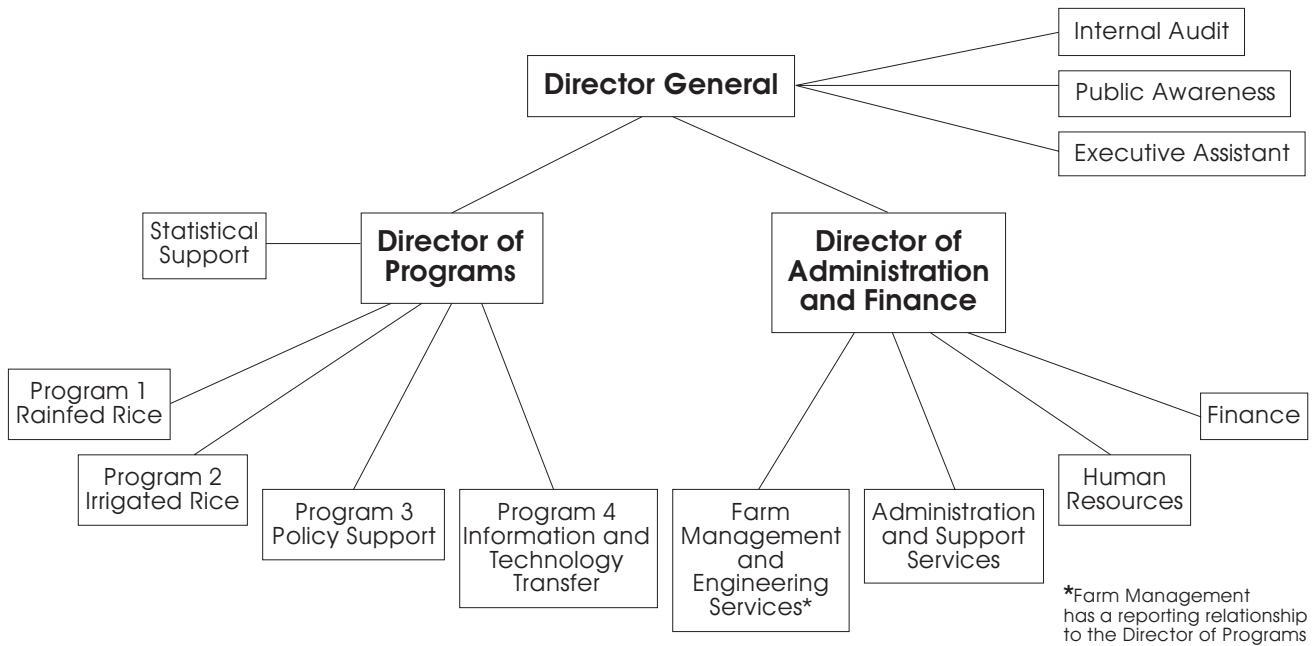 Internal Audit
Director General
Public Awareness
Executive Assistant
Statistical
Support
Director of
Programs
Director of
Administration
and Finance
Program 1
Rainfed Rice
Program 2
Irrigated Rice
Program 3
Policy Support
Program 4
Information and
Technology
Transfer
Farm
Management
and
Engineering
Services*
Administration
and Support
Services
Human
Resources
Finance
*Farm Management
has a reporting relationship
to the Director of Programs